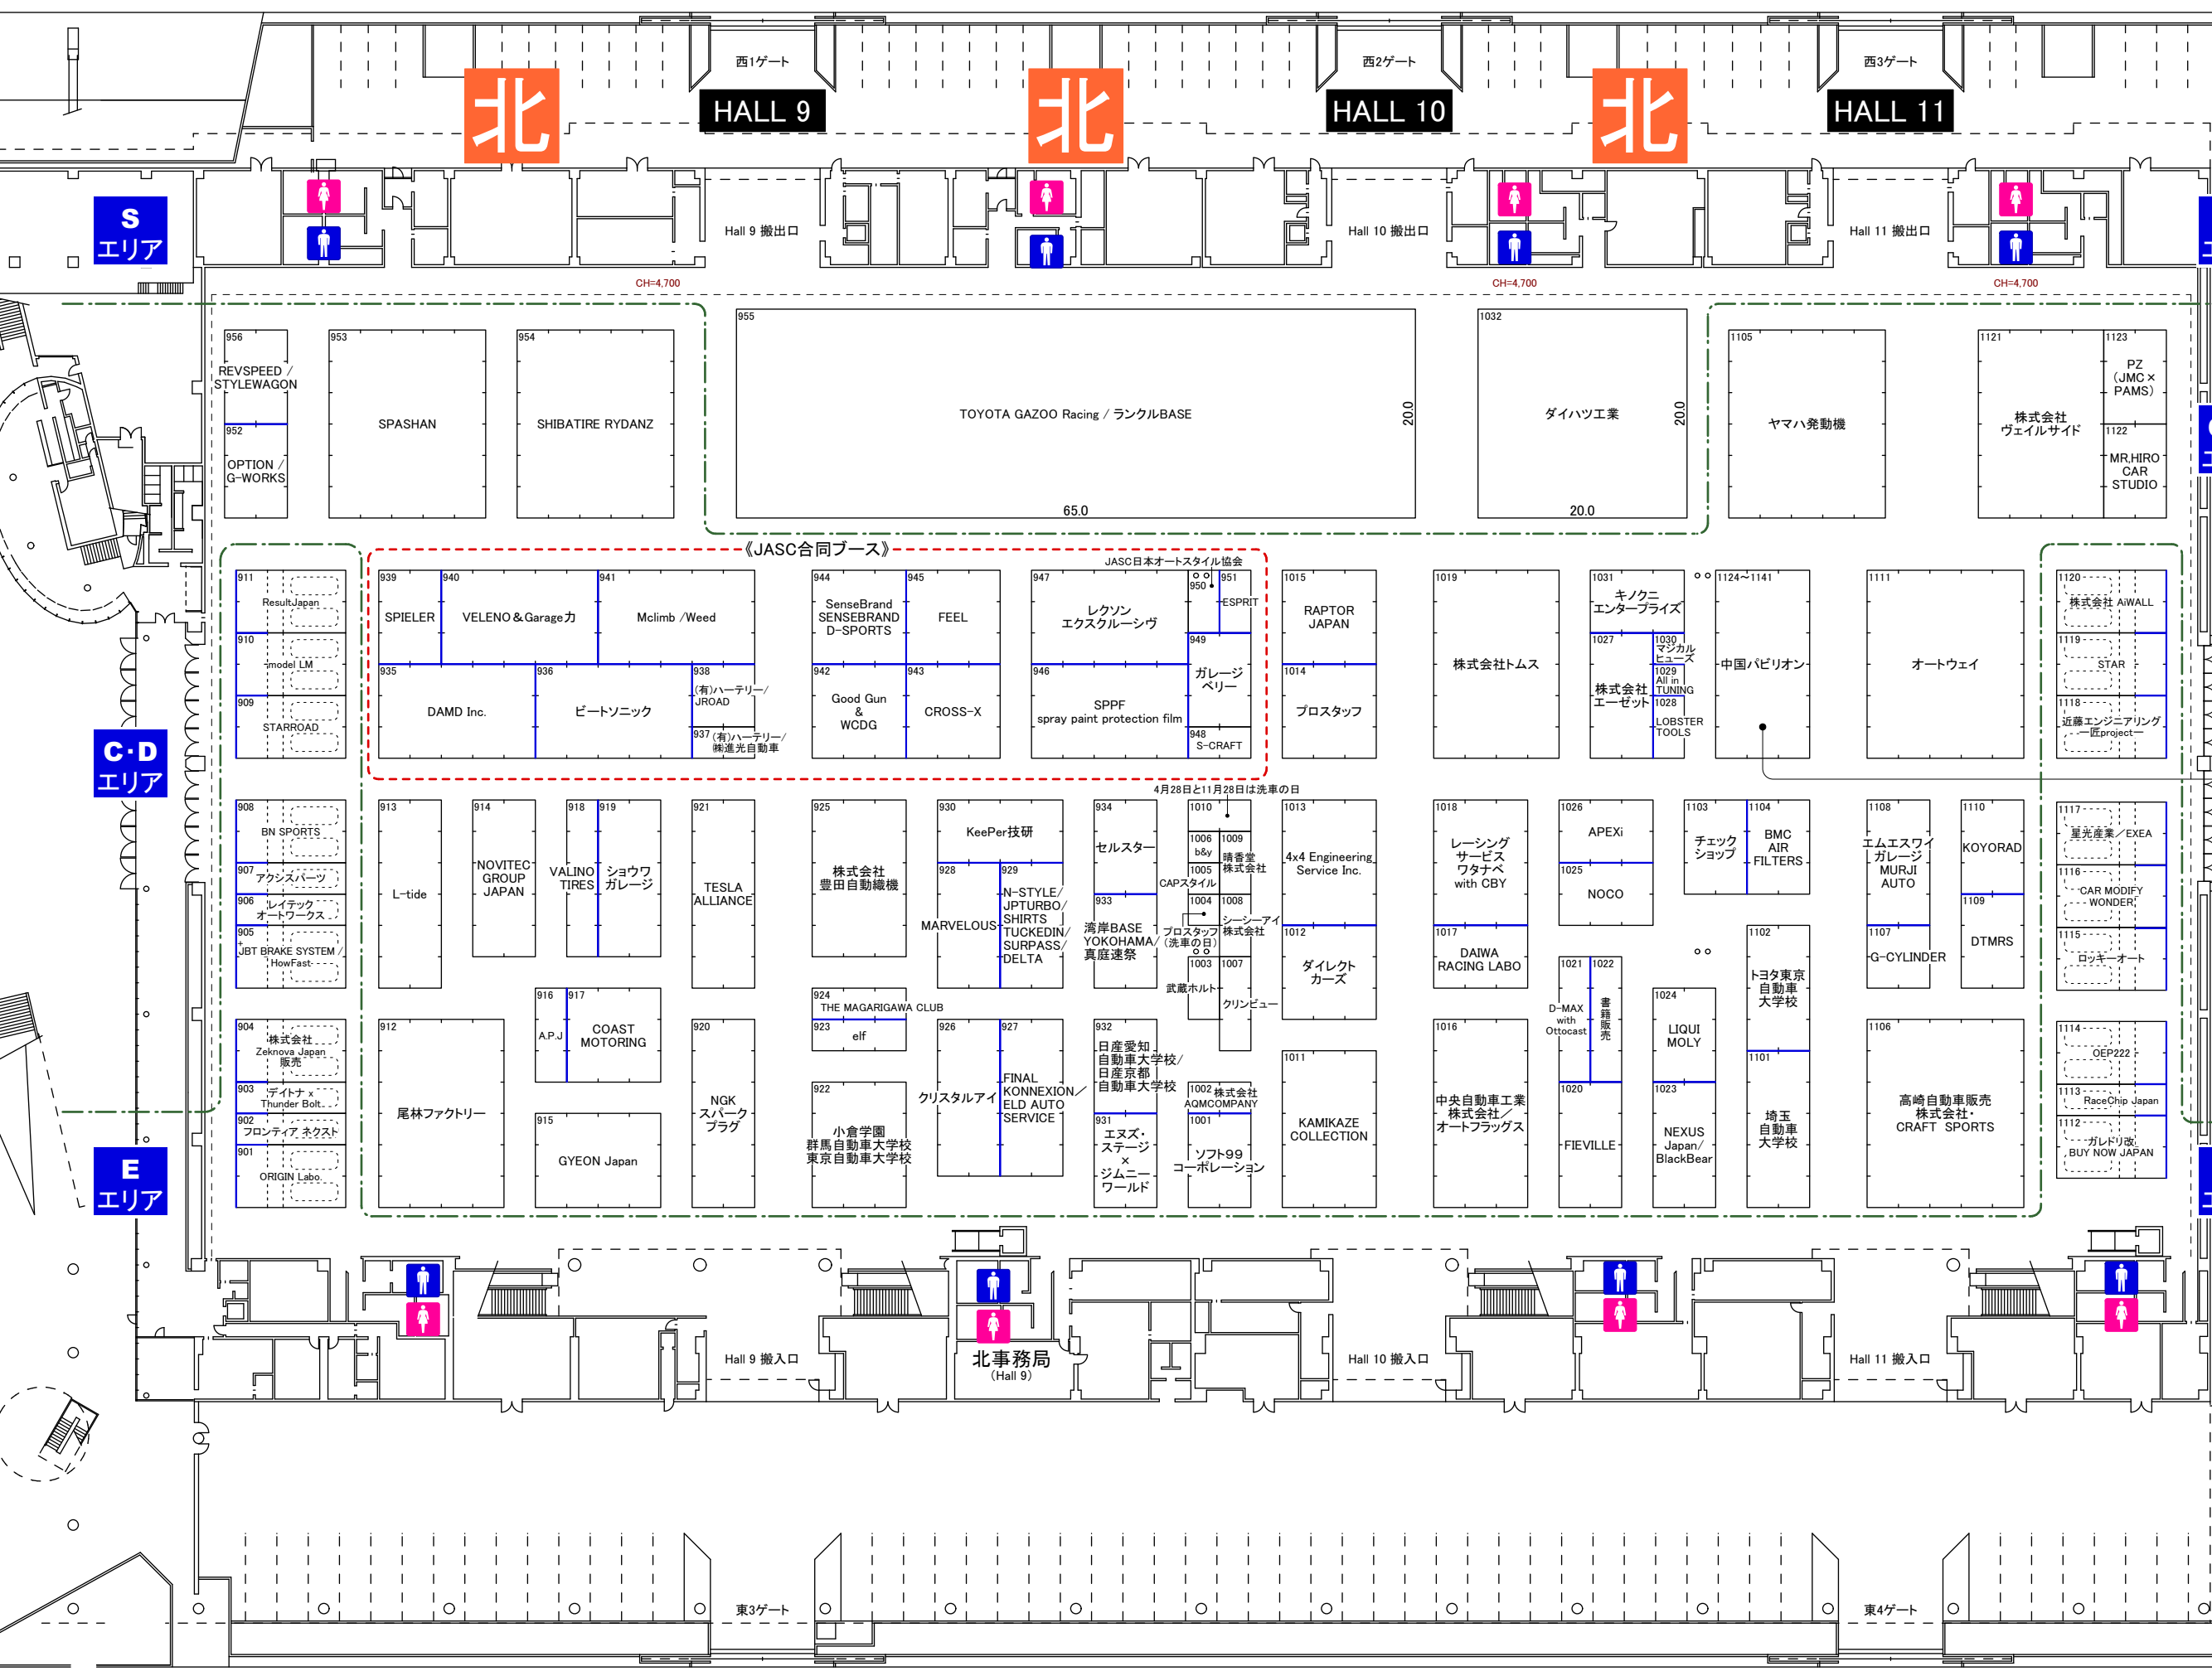 西1ゲート
西2ゲート
西3ゲート
北
HALL 9
北
HALL 10
北
HALL 11
S
エリア
Hall 9 搬出口
Hall 10 搬出口
Hall 11 搬出口
CH=4,700
CH=4,700
CH=4,700
956
REVSPEED /
STYLEWAGON
952
OPTION /
G-WORKS
953
SPASHAN
954
SHIBATIRE RYDANZ
955
TOYOTA GAZOO Racing / ランクルBASE
20.0
65.0
1032
ダイハツ工業
20.0
20.0
1105
ヤマハ発動機
1121
株式会社
ヴェイルサイド
1123
PZ
(JMC×
PAMS)
1122
MR,HIRO
CAR
STUDIO
《JASC合同ブース》
JASC日本オートスタイル協会
911
ResultJapan
910
model LM
909
STARROAD
939
SPIELER
940
VELENO＆Garage力
941
Mclimb /Weed
935
DAMD Inc.
936
ビートソニック
938
(有)ハーテリー/
JROAD
937
(有)ハーテリー/
㈱進光自動車
944
SenseBrand
SENSEBRAND
D-SPORTS
945
FEEL
942
Good Gun
&
WCDG
943
CROSS-X
947
レクソン
エクスクルーシヴ
946
SPPF
spray paint protection film
950
951
ESPRIT
949
ガレージ
ベリー
948
S-CRAFT
1015
RAPTOR
JAPAN
1014
プロスタッフ
1019
株式会社トムス
1031
キノクニ
エンタープライズ
1027
株式会社
エーゼット
1030
マジカル
ヒューズ
1029
All in
TUNING
1028
LOBSTER
TOOLS
1124～1141
中国パビリオン
1111
オートウェイ
1120
株式会社 AiWALL
1119
STAR
1118
近藤エンジニアリング
ー匠projectー
C・D
エリア
4月28日と11月28日は洗車の日
908
BN SPORTS
907
アクシスパーツ
906
レイテック
オートワークス
905
JBT BRAKE SYSTEM /
HowFast
913
L-tide
914
NOVITEC
GROUP
JAPAN
918
VALINO
TIRES
919
ショウワ
ガレージ
921
TESLA
ALLIANCE
925
株式会社
豊田自動織機
930
KeePer技研
928
MARVELOUS
929
N-STYLE/
JPTURBO/
SHIRTS
TUCKEDIN/
SURPASS/
DELTA
934
セルスター
933
湾岸BASE
YOKOHAMA/
真庭速祭
1010
1006
b&y
1009
晴香堂
株式会社
1005
CAPスタイル
1004
プロスタッフ
(洗車の日)
1008
シーシーアイ
株式会社
1003
武蔵ホルト
1007
クリンビュー
1013
4x4 Engineering
Service Inc.
1012
ダイレクト
カーズ
1018
レーシング
サービス
ワタナベ
with CBY
1017
DAIWA
RACING LABO
1026
APEXi
1025
NOCO
1103
チェック
ショップ
1104
BMC
AIR
FILTERS
1102
トヨタ東京
自動車
大学校
1108
エムエスワイ
ガレージ
MURJI
AUTO
1107
G-CYLINDER
1110
KOYORAD
1109
DTMRS
1117
星光産業／EXEA
1116
CAR MODIFY
WONDER
1115
ロッキーオート
904
株式会社
Zeknova Japan
販売
903
デイトナ x
Thunder Bolt
902
フロンティア ネクスト
901
ORIGIN Labo.
912
尾林ファクトリー
916
A.P.J
917
COAST
MOTORING
915
GYEON Japan
920
NGK
スパーク
プラグ
924
THE MAGARIGAWA CLUB
923
elf
922
小倉学園
群馬自動車大学校
東京自動車大学校
926
クリスタルアイ
927
FINAL
KONNEXION／
ELD AUTO
SERVICE
932
日産愛知
自動車大学校/
日産京都
自動車大学校
931
エヌズ・
ステージ
×
ジムニー
ワールド
1002
株式会社
AQMCOMPANY
1001
ソフト99
コーポレーション
1011
KAMIKAZE
COLLECTION
1016
中央自動車工業
株式会社／
オートフラッグス
1021
D-MAX
with
Ottocast
1022
書籍販売
1020
FIEVILLE
1024
LIQUI
MOLY
1023
NEXUS
Japan/
BlackBear
1101
埼玉
自動車
大学校
1106
高崎自動車販売
株式会社・
CRAFT SPORTS
1114
OEP222
1113
RaceChip Japan
1112
ガレドリ改
BUY NOW JAPAN
E
エリア
Hall 9 搬入口
北事務局
(Hall 9)
Hall 10 搬入口
Hall 11 搬入口
東3ゲート
東4ゲート